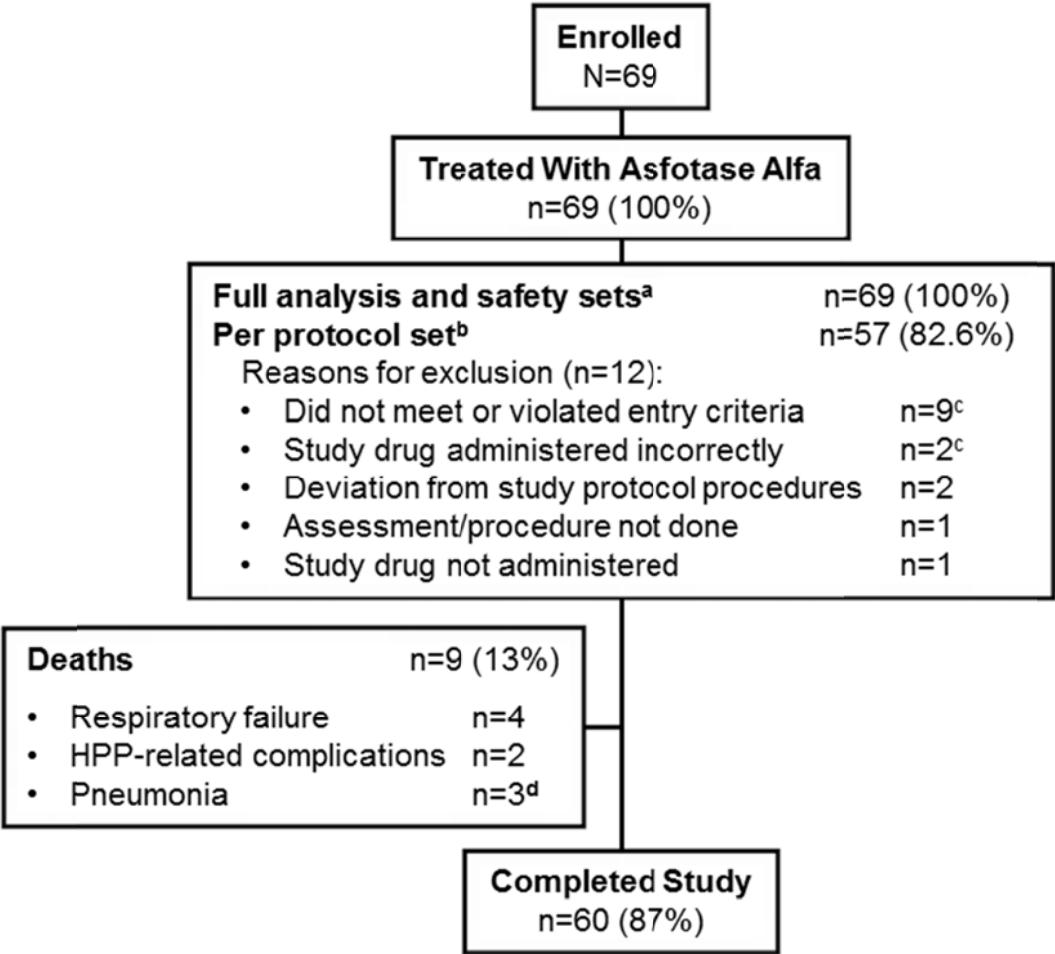 Enrolled
N=69
Treated With Asfotase Alfa
n=69 (100%)
Full analysis and safety setsᵃ n=69 (100%)
Per protocol setᵇ n=57 (82.6%)
Reasons for exclusion (n=12):
• Did not meet or violated entry criteria n=9ᶜ
• Study drug administered incorrectly n=2ᶜ
• Deviation from study protocol procedures n=2
• Assessment/procedure not done n=1
• Study drug not administered n=1
Deaths n=9 (13%)
• Respiratory failure n=4
• HPP-related complications n=2
• Pneumonia n=3ᵈ
Completed Study
n=60 (87%)